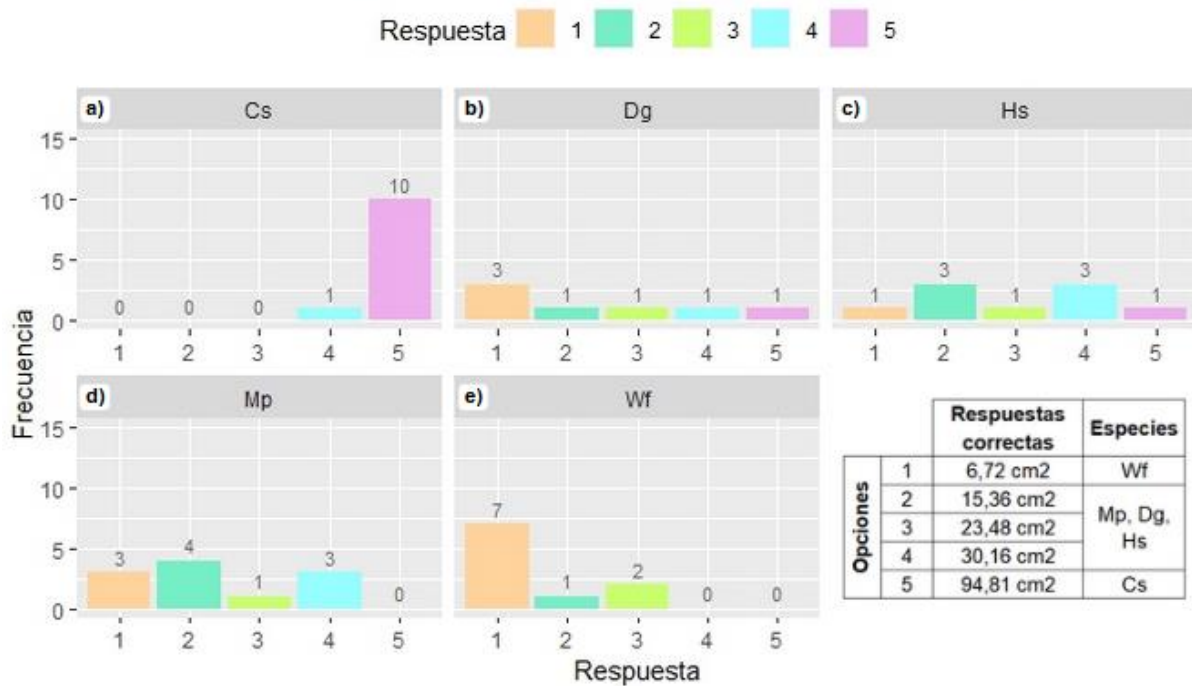 Respuesta 1 2 3 4 5
a) Cs
b) Dg
c) Hs
15
10
5
0
0 0 0 1 10
3 1 1 1 1
1 3 1 3 1
1 2 3 4 5
1 2 3 4 5
1 2 3 4 5
Frecuencia
d) Mp
e) Wf
15
10
5
0
3 4 1 3 0
7 1 2 0 0
1 2 3 4 5
1 2 3 4 5
Respuesta
Respuestas correctas Especies
Opciones
1 6,72 cm2 Wf
2 15,36 cm2
3 23,48 cm2
4 30,16 cm2
Mp, Dg,
Hs
5 94,81 cm2 Cs